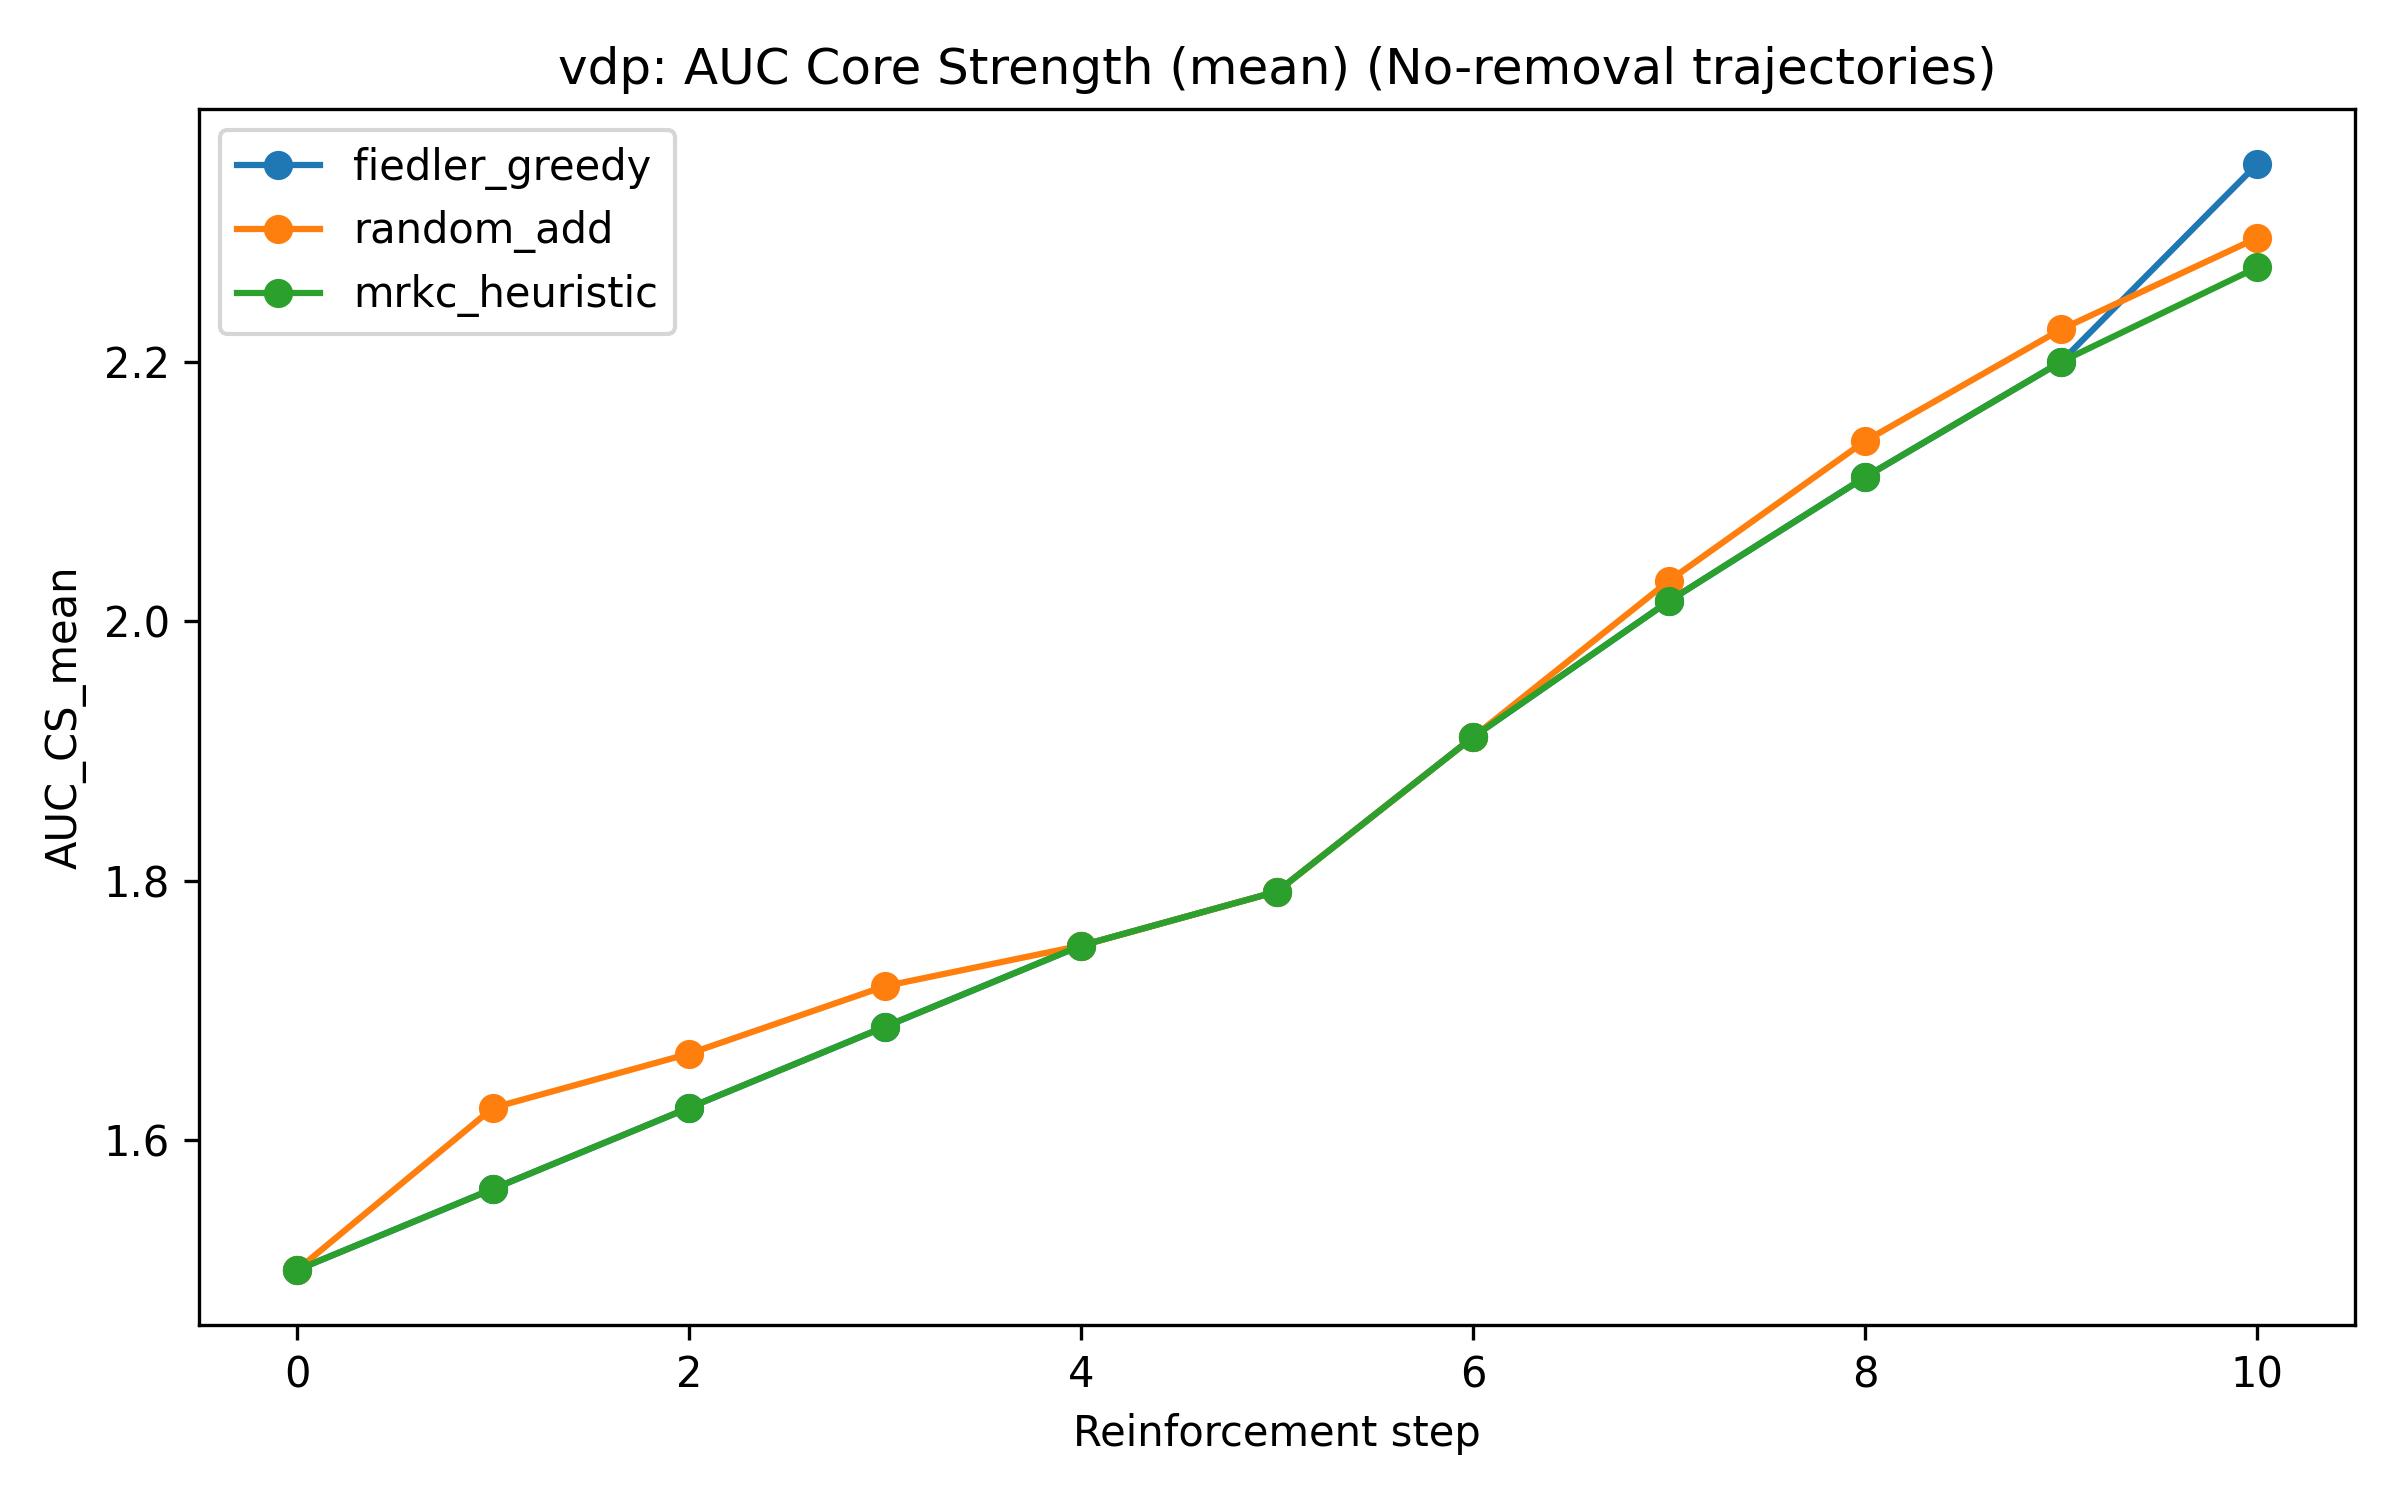 vdp: AUC Core Strength (mean) (No-removal trajectories)
fiedler_greedy
random_add
mrkc_heuristic
AUC_CS_mean
2.2
2.0
1.8
1.6
0 2 4 6 8 10
Reinforcement step